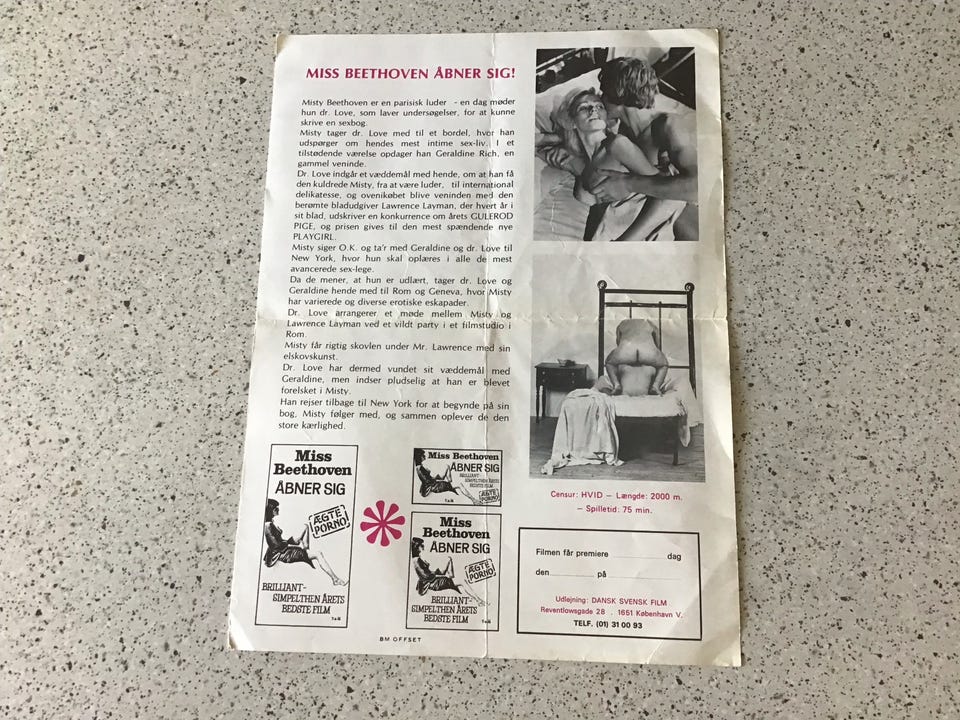 MISS BEETHOVEN ÅBNER SIG!
Misty Beethoven er en parisisk luder - en dag møder
hun dr. Love, som laver undersøgelser, for at kunne
skrive en sexbog.
Misty tager dr. Love med til et bordel, hvor han
udspørger om hendes mest intime sex-liv. I et
tilstødende værelse opdager han Geraldine Rich, en
gammel veninde.
Dr. Love indgår et væddemål med hende, om at han få
den kuldrede Misty, fra at være luder, til international
delikatesse, og ovenikøbet blive veninden med den
berømte bladudgiver Lawrence Layman, der hvert år i
sit blad, udskriver en konkurrence om årets GULEROD
PIGE, og prisen gives til den mest spændende nye
PLAYGIRL.
Misty siger O.K. og ta'r med Geraldine og dr. Love til
New York, hvor hun skal oplæres i alle de mest
avancerede sex-lege.
Da de mener, at hun er udlært, tager dr. Love og
Geraldine hende med til Rom og Geneva, hvor Misty
har varierede og diverse erotiske eskapader.
Dr. Love arrangerer et møde mellem Misty og
Lawrence Layman ved et vildt party i et filmstudio i
Rom.
Misty får rigtig skovlen under Mr. Lawrence med sin
elskovskunst.
Dr. Love har dermed vundet sit væddemål med
Geraldine, men indser pludselig at han er blevet
forelsket i Misty.
Han rejser tilbage til New York for at begynde på sin
bog, Misty følger med, og sammen oplever de den
store kærlighed.
Miss
Beethoven
ÅBNER SIG
ÆGTE
PORNO
BRILLIANT-
SIMPELTHEN ÅRETS
BEDSTE FILM
Miss Beethoven
ÅBNER SIG
BRILLIANT-
SIMPELTHEN ÅRETS
BEDSTE FILM
ÆGTE
PORNO
Miss
Beethoven
ÅBNER SIG
ÆGTE
PORNO
BRILLIANT-
SIMPELTHEN ÅRETS
BEDSTE FILM
BM OFFSET
Censur: HVID – Længde: 2000 m.
– Spilletid: 75 min.
Filmen får premiere dag
den på
Udlejning: DANSK SVENSK FILM
Reventlowsgade 28 . 1651 København V.
TELF. (01) 31 00 93